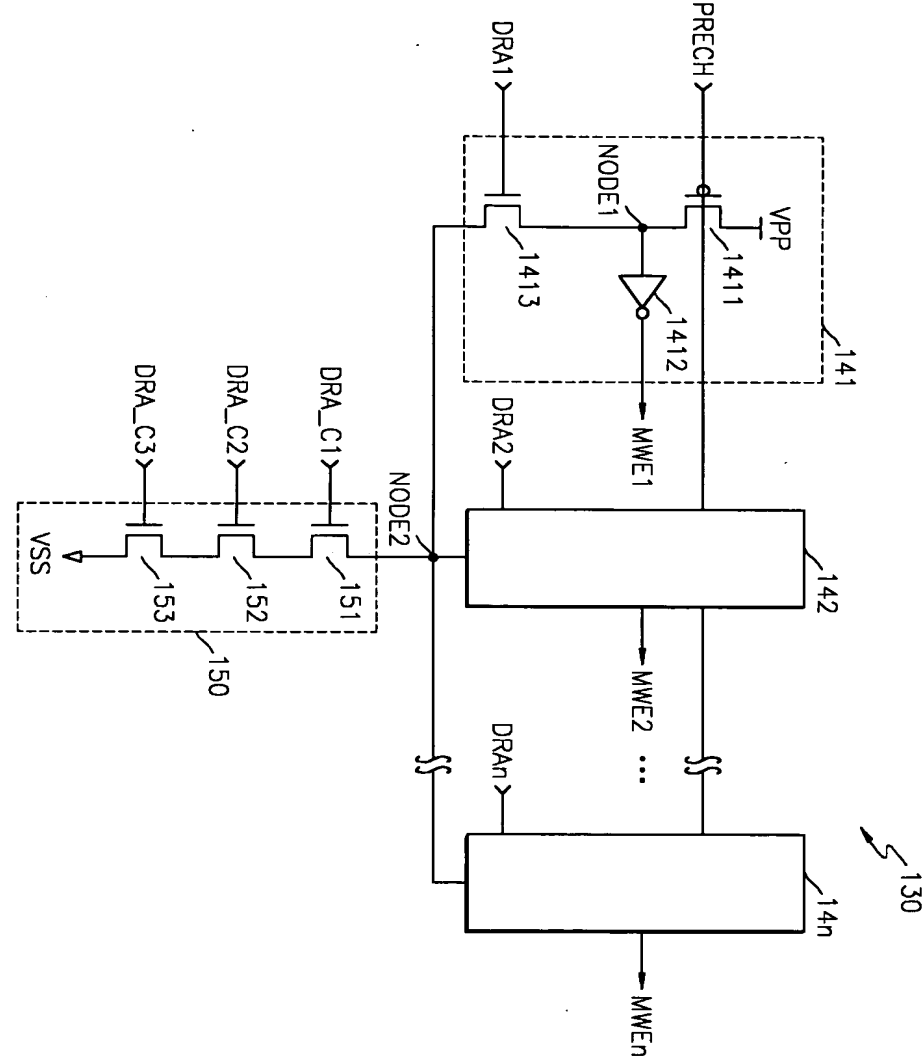 130
PRECH
VPP
1411
141
NODE1
1412
MWE1
DRA1
1413
DRA2
142
MWE2
...
DRAn
14n
MWEn
NODE2
DRA_C1
151
DRA_C2
152
DRA_C3
153
VSS
150